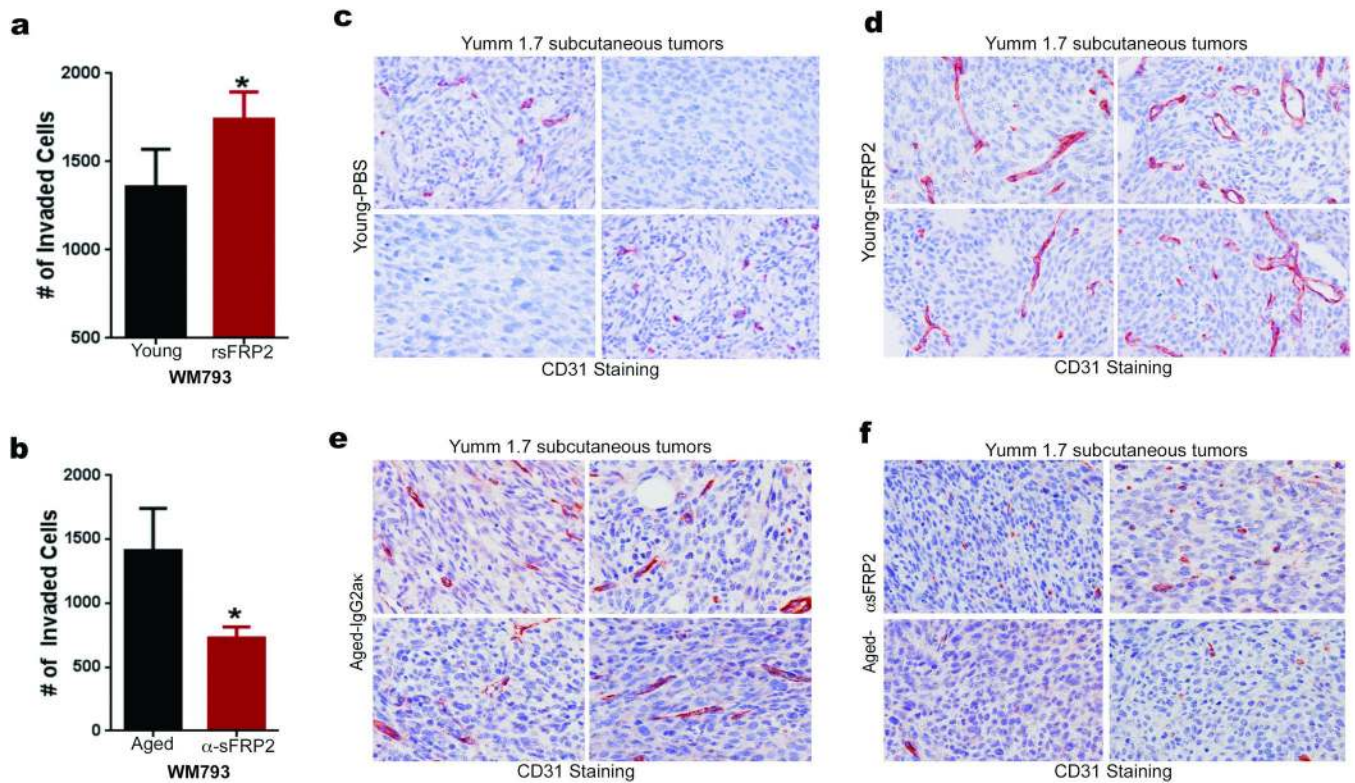 a
# of Invaded Cells
2000
1500
1000
500
*
Young
rsFRP2
WM793
c
Yumm 1.7 subcutaneous tumors
Young-PBS
CD31 Staining
d
Yumm 1.7 subcutaneous tumors
Young-rsFRP2
CD31 Staining
b
# of Invaded Cells
2000
1500
1000
500
0
*
Aged
α-sFRP2
WM793
e
Yumm 1.7 subcutaneous tumors
Aged-IgG2aκ
CD31 Staining
f
Yumm 1.7 subcutaneous tumors
Aged- αsFRP2
CD31 Staining